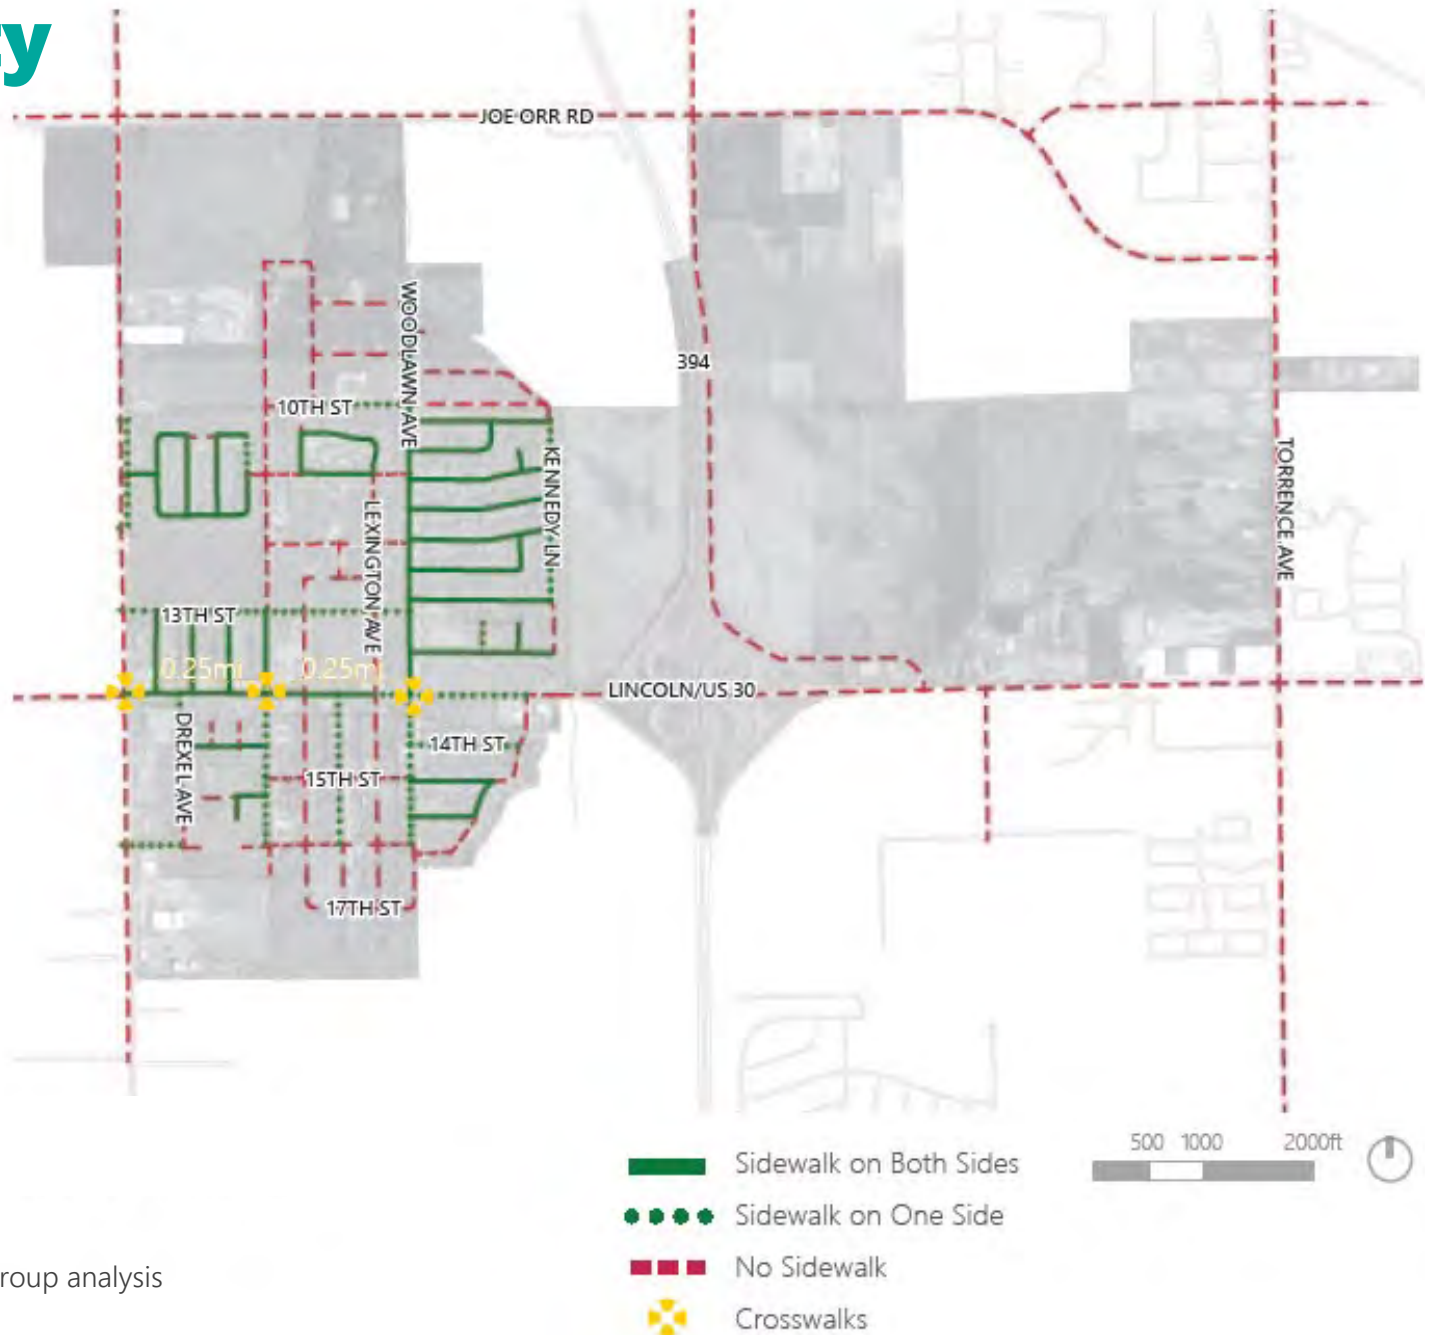 ty
JOE ORR RD
WOODLAWN AVE
394
10TH ST
KENNEDY LN
TORRENCE AVE
LEXINGTON AVE
13TH ST
0.25mi
0.25mi
LINCOLN/US 30
DREXEL AVE
14TH ST
15TH ST
17TH ST
Sidewalk on Both Sides
500 1000 2000ft
Sidewalk on One Side
No Sidewalk
roup analysis
Crosswalks